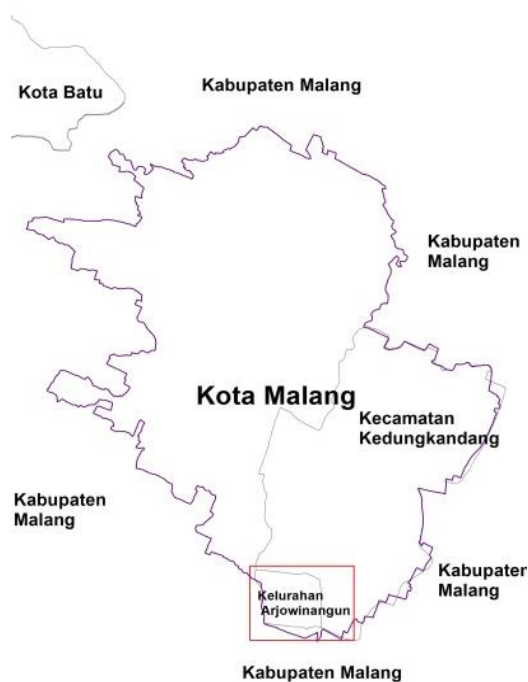 Kabupaten Malang
Kota Batu
Kabupaten
Malang
Kota Malang
Kecamatan
Kedungkandang
Kabupaten
Malang
Kabupaten
Malang
Kelurahan
Arjowinangun
Kabupaten Malang